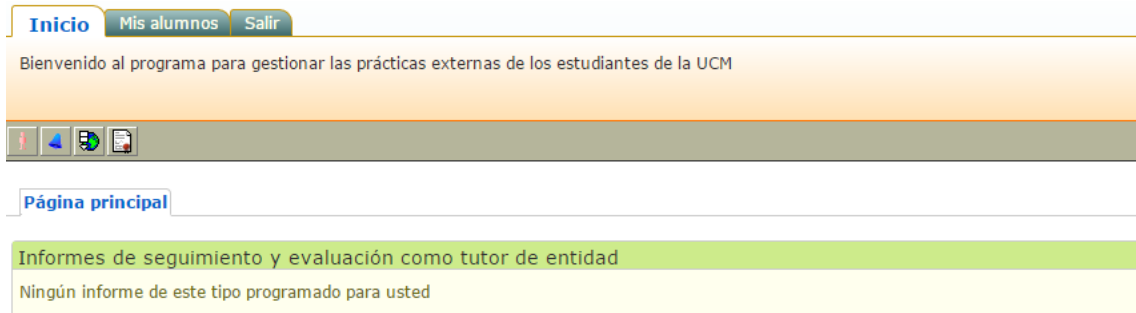 Inicio Mis alumnos Salir
Bienvenido al programa para gestionar las prácticas externas de los estudiantes de la UCM
Página principal
Informes de seguimiento y evaluación como tutor de entidad
Ningún informe de este tipo programado para usted